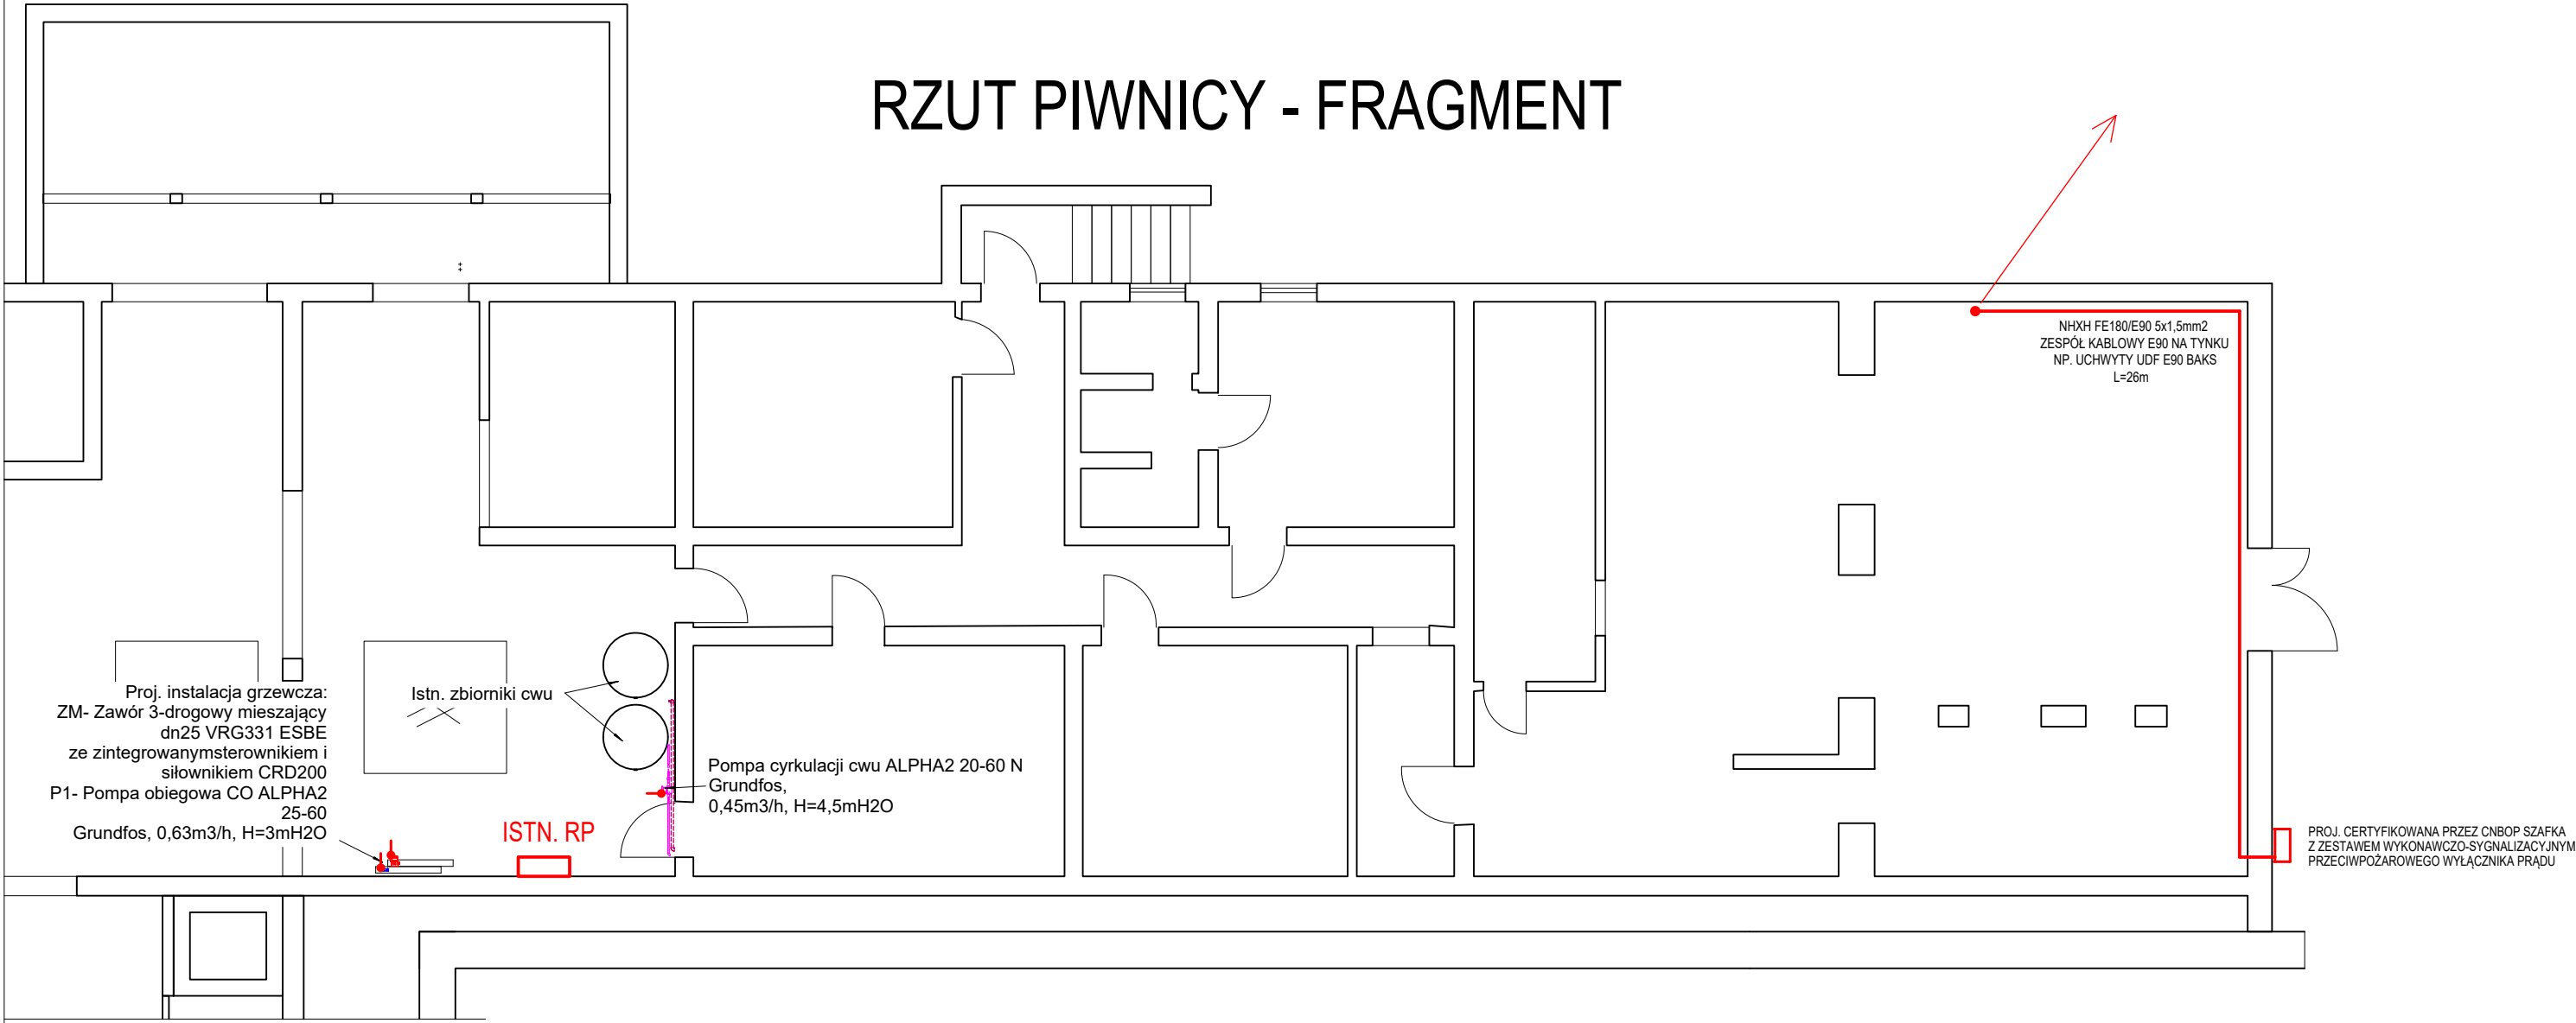 RZUT PIWNICY - FRAGMENT
NHXH FE180/E90 5x1,5mm2
ZESPÓŁ KABLOWY E90 NA TYNKU
NP. UCHWYTY UDF E90 BAKS
L=26m
Proj. instalacja grzewcza:
ZM- Zawór 3-drogowy mieszający
dn25 VRG331 ESBE
ze zintegrowanymsterownikiem i
siłownikiem CRD200
P1- Pompa obiegowa CO ALPHA2
25-60
Grundfos, 0,63m3/h, H=3mH2O
Istn. zbiorniki cwu
Pompa cyrkulacji cwu ALPHA2 20-60 N
Grundfos,
0,45m3/h, H=4,5mH2O
ISTN. RP
PROJ. CERTYFIKOWANA PRZEZ CNBOP SZAFKA
Z ZESTAWEM WYKONAWCZO-SYGNALIZACYJNYM
PRZECIWPOŻAROWEGO WYŁĄCZNIKA PRĄDU